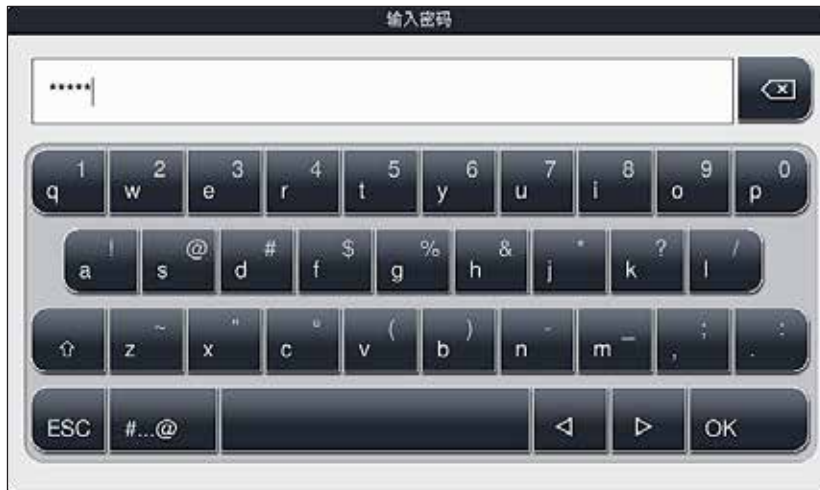 输入密码
*****
1 2 3 4 5 6 7 8 9 0
q w e r t y u i o p
! @ # $ % & * ? /
a s d f g h j k l
~ " º ( ) - _ ; :
z x c v b n m , .
ESC #...@ OK